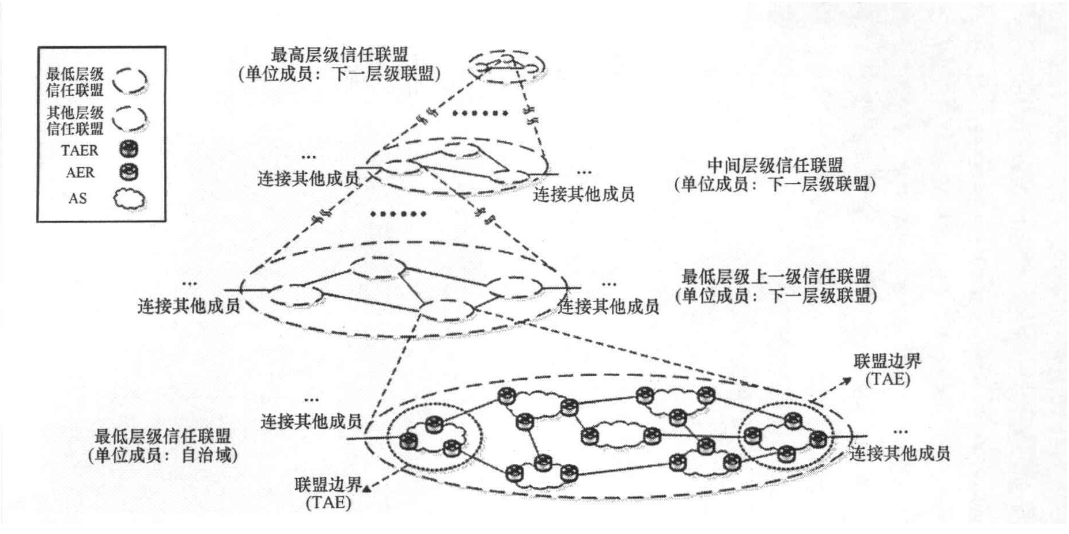 最低层级
信任联盟
其他层级
信任联盟
TAER
AER
AS
最高层级信任联盟
(单位成员：下一层级联盟)
······
...
连接其他成员
...
连接其他成员
中间层级信任联盟
(单位成员：下一层级联盟)
······
...
连接其他成员
...
连接其他成员
最低层级上一级信任联盟
(单位成员：下一层级联盟)
联盟边界
(TAE)
...
连接其他成员
最低层级信任联盟
(单位成员：自治域)
...
连接其他成员
联盟边界
(TAE)